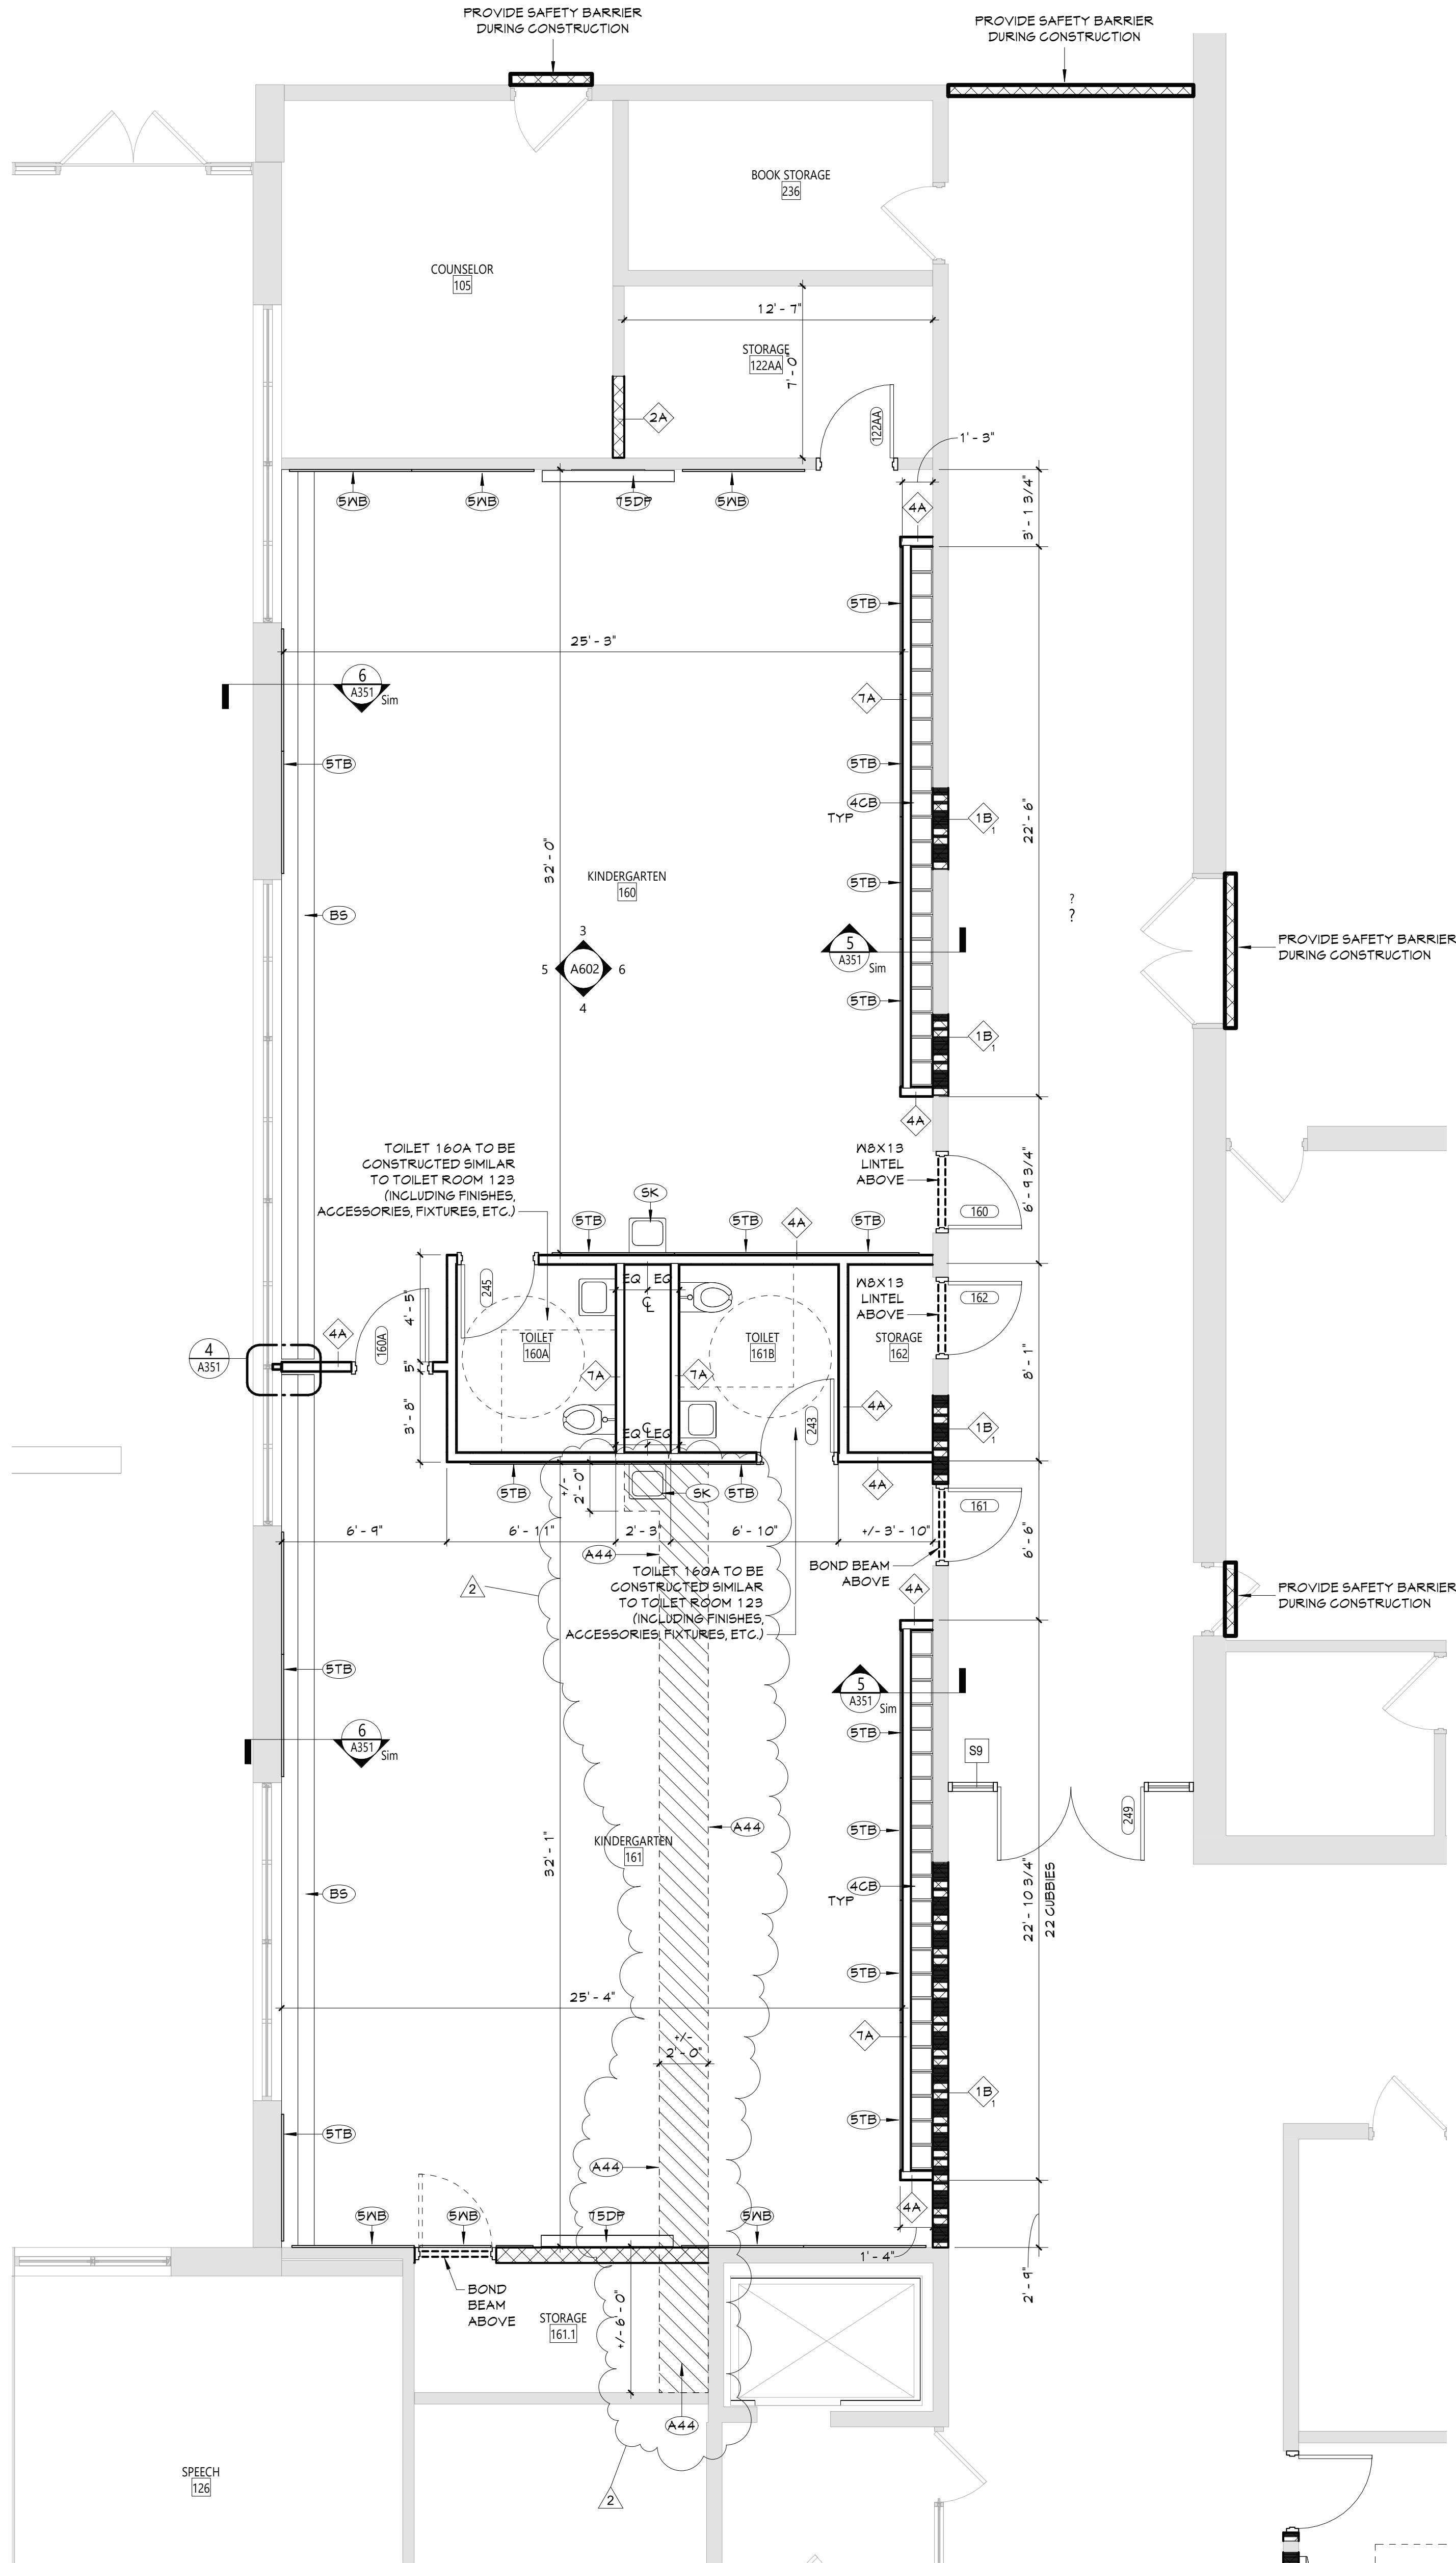 PROVIDE SAFETY BARRIER
DURING CONSTRUCTION
PROVIDE SAFETY BARRIER
DURING CONSTRUCTION
BOOK STORAGE
236
COUNSELOR
105
12' - 7"
STORAGE
122AA
7' - 0"
2A
122AA
1' - 3"
5WB
5WB
75DP
5WB
4A
3' - 1 3/4"
5TB
25' - 3"
6
A351
Sim
7A
5TB
5TB
4CB
TYP
1B
1
22' - 6"
32' - 0"
KINDERGARTEN
160
5TB
BS
?
?
3
5
A602
6
4
5
A351
Sim
PROVIDE SAFETY BARRIER
DURING CONSTRUCTION
5TB
1B
1
4A
TOILET 160A TO BE
CONSTRUCTED SIMILAR
TO TOILET ROOM 123
(INCLUDING FINISHES,
ACCESSORIES, FIXTURES, ETC.)
W8X13
LINTEL
ABOVE
6' - 9 3/4"
SK
160
5TB
5TB
4A
5TB
EQ
EQ
CL
245
4' - 5"
W8X13
LINTEL
ABOVE
162
4
A351
4A
160A
TOILET
160A
TOILET
161B
STORAGE
162
5"
7A
7A
8' - 1"
3' - 8"
4A
243
EQ
CL
EQ
1B
1
5TB
+/-
2' - 0"
SK
5TB
4A
161
6' - 9"
6' - 11"
2' - 3"
6' - 10"
+/- 3' - 10"
6' - 6"
A44
2
TOILET 160A TO BE
CONSTRUCTED SIMILAR
TO TOILET ROOM 123
(INCLUDING FINISHES,
ACCESSORIES, FIXTURES, ETC.)
BOND BEAM
ABOVE
4A
PROVIDE SAFETY BARRIER
DURING CONSTRUCTION
5TB
5
A351
Sim
6
A351
Sim
5TB
S9
249
A44
5TB
KINDERGARTEN
161
32' - 1"
BS
4CB
TYP
22' - 10 3/4"
22 CUBBIES
5TB
25' - 4"
+/-
2' - 0"
7A
1B
1
5TB
5TB
A44
4A
5WB
5WB
75DP
5WB
1' - 4"
2' - 9"
BOND
BEAM
ABOVE
STORAGE
161.1
+/- 6' - 0"
A44
SPEECH
126
2